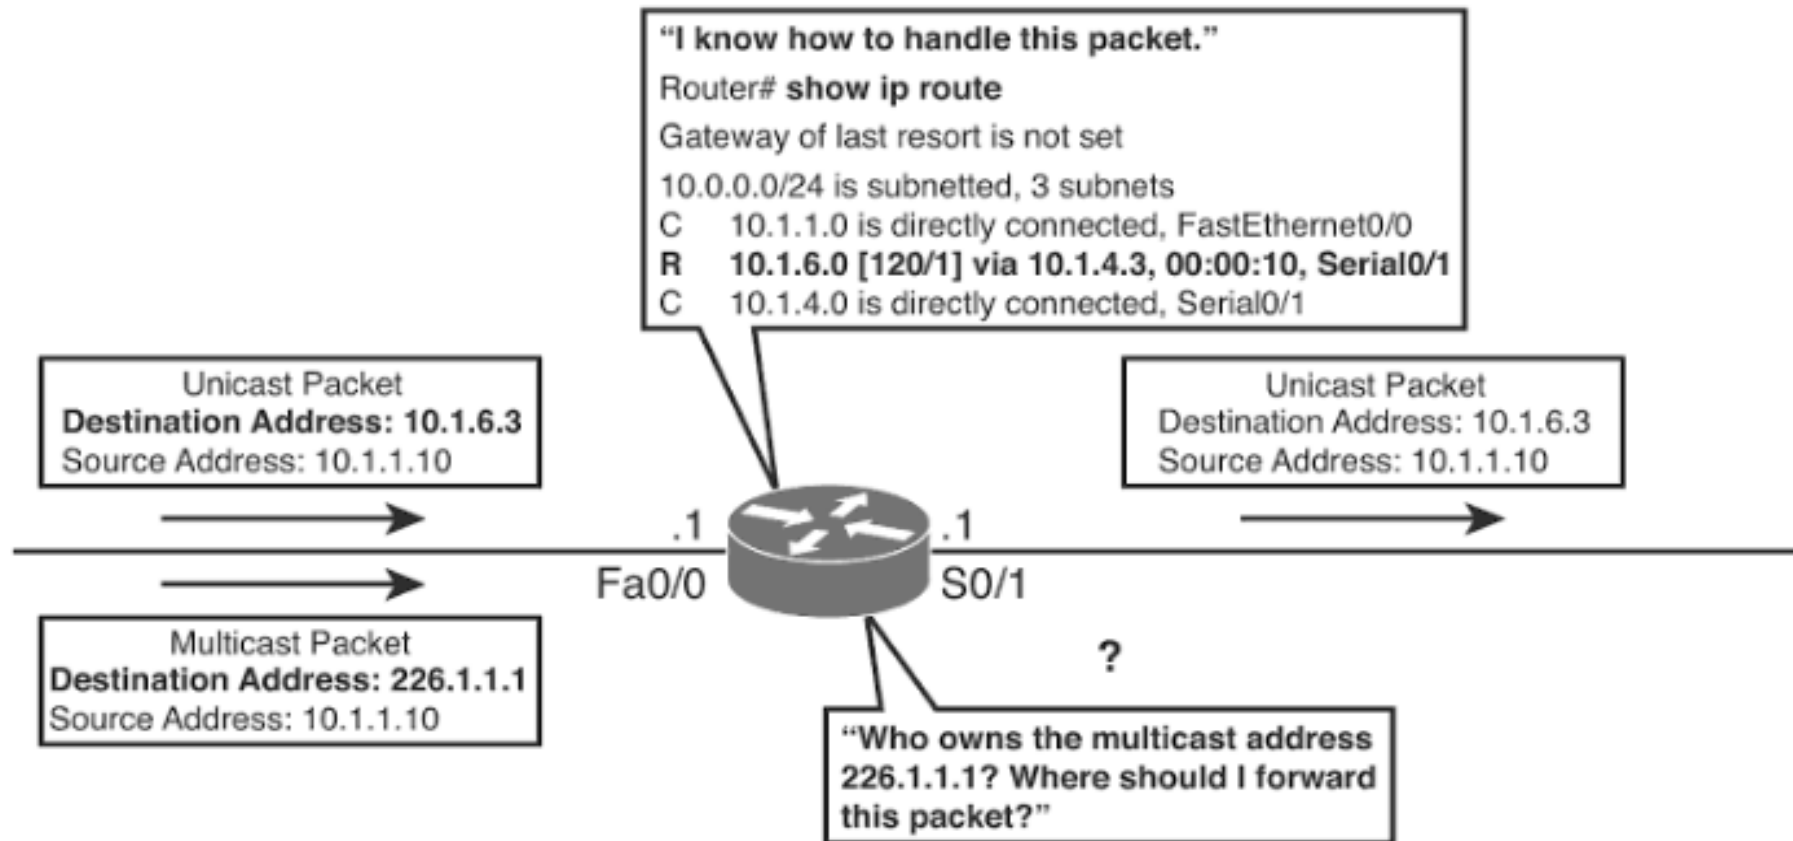 “I know how to handle this packet.”
Router# show ip route
Gateway of last resort is not set
10.0.0.0/24 is subnetted, 3 subnets
C 10.1.1.0 is directly connected, FastEthernet0/0
R 10.1.6.0 [120/1] via 10.1.4.3, 00:00:10, Serial0/1
C 10.1.4.0 is directly connected, Serial0/1
Unicast Packet
Destination Address: 10.1.6.3
Source Address: 10.1.1.10
Unicast Packet
Destination Address: 10.1.6.3
Source Address: 10.1.1.10
.1
.1
Fa0/0
S0/1
Multicast Packet
Destination Address: 226.1.1.1
Source Address: 10.1.1.10
?
“Who owns the multicast address
226.1.1.1? Where should I forward
this packet?”